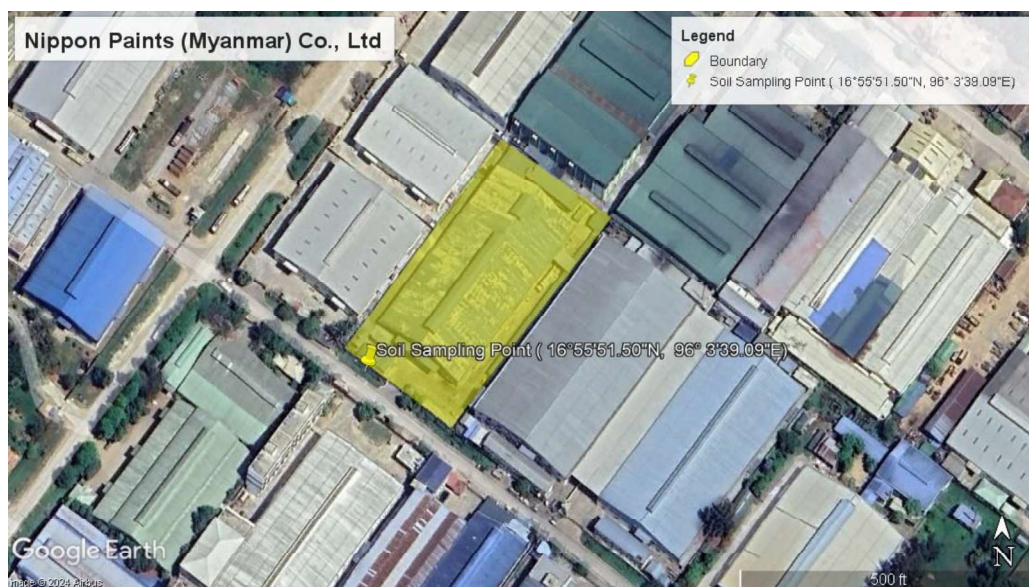 Nippon Paints (Myanmar) Co., Ltd
Legend
Boundary
Soil Sampling Point ( 16°55'51.50"N, 96° 3'39.09"E)
Soil Sampling Point ( 16°55'51.50"N, 96° 3'39.09"E)
Google Earth
Image © 2024 Airbus
500 ft
N